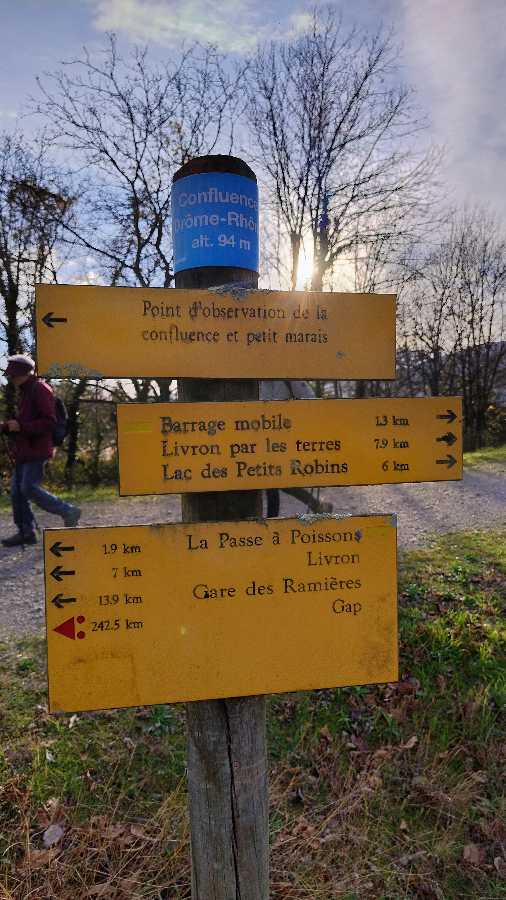 Confluence
Drôme-Rhô
alt. 94 m
Point d'observation de la
confluence et petit marais
Barrage mobile 1.3 km
Livron par les terres 7.9 km
Lac des Petits Robins 6 km
1.9 km La Passe à Poissons
7 km Livron
13.9 km Gare des Ramières
242.5 km Gap